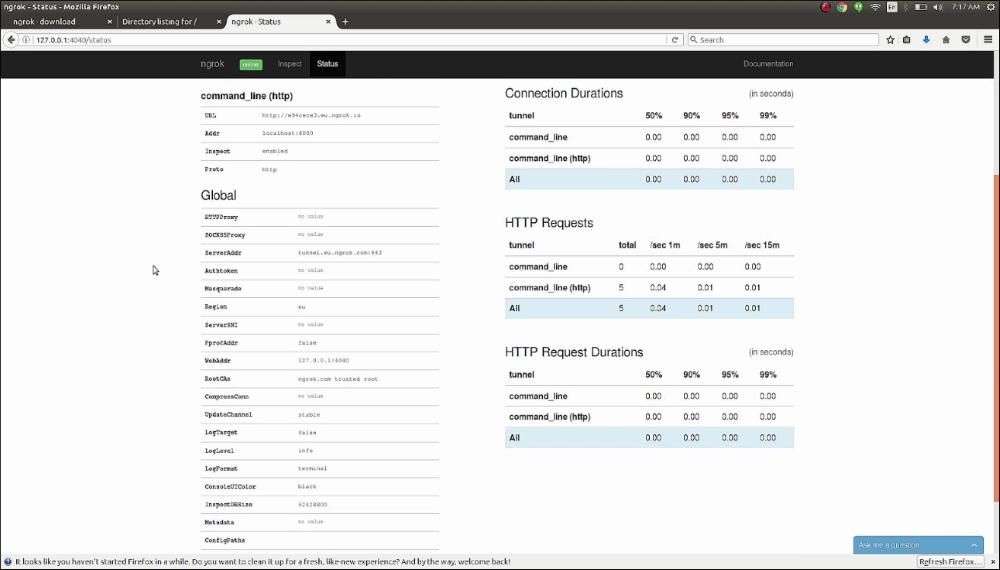 ngrok - Status - Mozilla Firefox
En
7:17 AM
ngrok - download
Directory listing for /
ngrok - Status
127.0.0.1:4040/status
Search
ngrok
online
Inspect
Status
Documentation
command_line (http)
URL
Addr
Inspect enabled
Proto http
Global
HTTPProxy no value
SOCKS5Proxy no value
ServerAddr tunnel.eu.ngrok.com:443
Authtoken no value
Masquerade no value
Region eu
ServerSNI no value
PprofAddr false
WebAddr 127.0.0.1:4040
RootCAs ngrok.com trusted root
CompressConn no value
UpdateChannel stable
LogTarget false
LogLevel info
LogFormat terminal
ConsoleUIColor black
InspectDBSize 52428800
Metadata no value
ConfigPaths
Connection Durations (in seconds)
tunnel 50% 90% 95% 99%
command_line 0.00 0.00 0.00 0.00
command_line (http) 0.00 0.00 0.00 0.00
All 0.00 0.00 0.00 0.00
HTTP Requests
tunnel total /sec 1m /sec 5m /sec 15m
command_line 0 0.00 0.00 0.00
command_line (http) 5 0.04 0.01 0.01
All 5 0.04 0.01 0.01
HTTP Request Durations (in seconds)
tunnel 50% 90% 95% 99%
command_line 0.00 0.00 0.00 0.00
command_line (http) 0.00 0.00 0.00 0.00
All 0.00 0.00 0.00 0.00
Ask me a question
It looks like you haven't started Firefox in a while. Do you want to clean it up for a fresh, like-new experience? And by the way, welcome back!
Refresh Firefox...